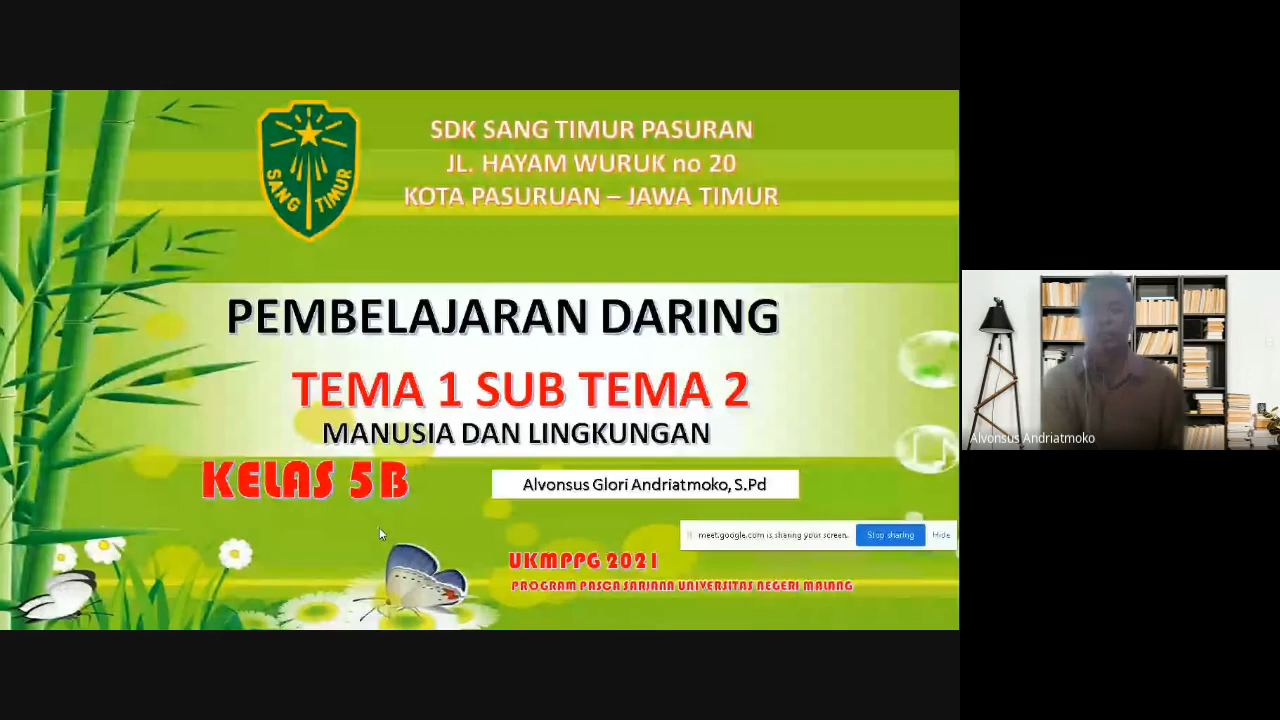 SANG TIMUR
SDK SANG TIMUR PASURAN
JL. HAYAM WURUK no 20
KOTA PASURUAN – JAWA TIMUR
PEMBELAJARAN DARING
TEMA 1 SUB TEMA 2
MANUSIA DAN LINGKUNGAN
KELAS 5B
Alvonsus Glori Andriatmoko, S.Pd
meet.google.com is sharing your screen.
Stop sharing
Hide
UKMPPG 2021
PROGRAM PASCA SARJANA UNIVERSITAS NEGERI MALANG
Alvonsus Andriatmoko